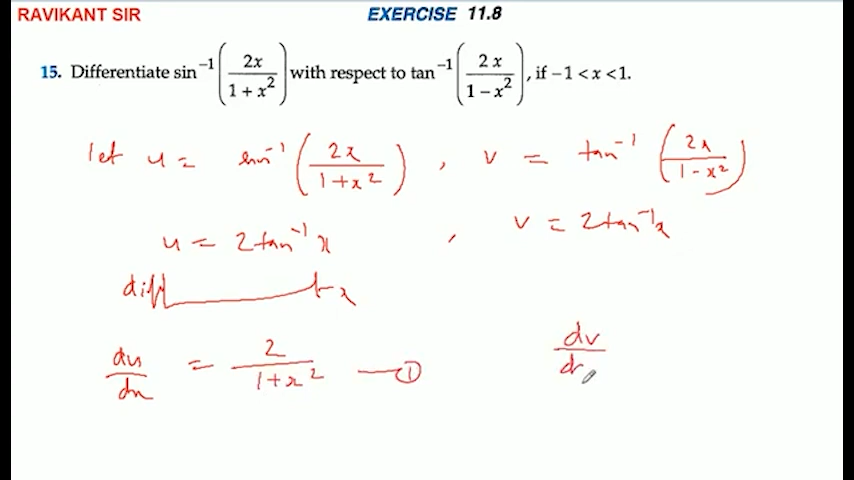 RAVIKANT SIR
EXERCISE 11.8
15. Differentiate sin⁻¹(2x/(1 + x²)) with respect to tan⁻¹(2x/(1 − x²)), if −1 < x < 1.
let u = sin⁻¹(2x/(1+x²)) , v = tan⁻¹(2x/(1−x²))
u = 2tan⁻¹x , v = 2tan⁻¹x
diff t x
du/dx = 2/(1+x²) — ①
dv/dx